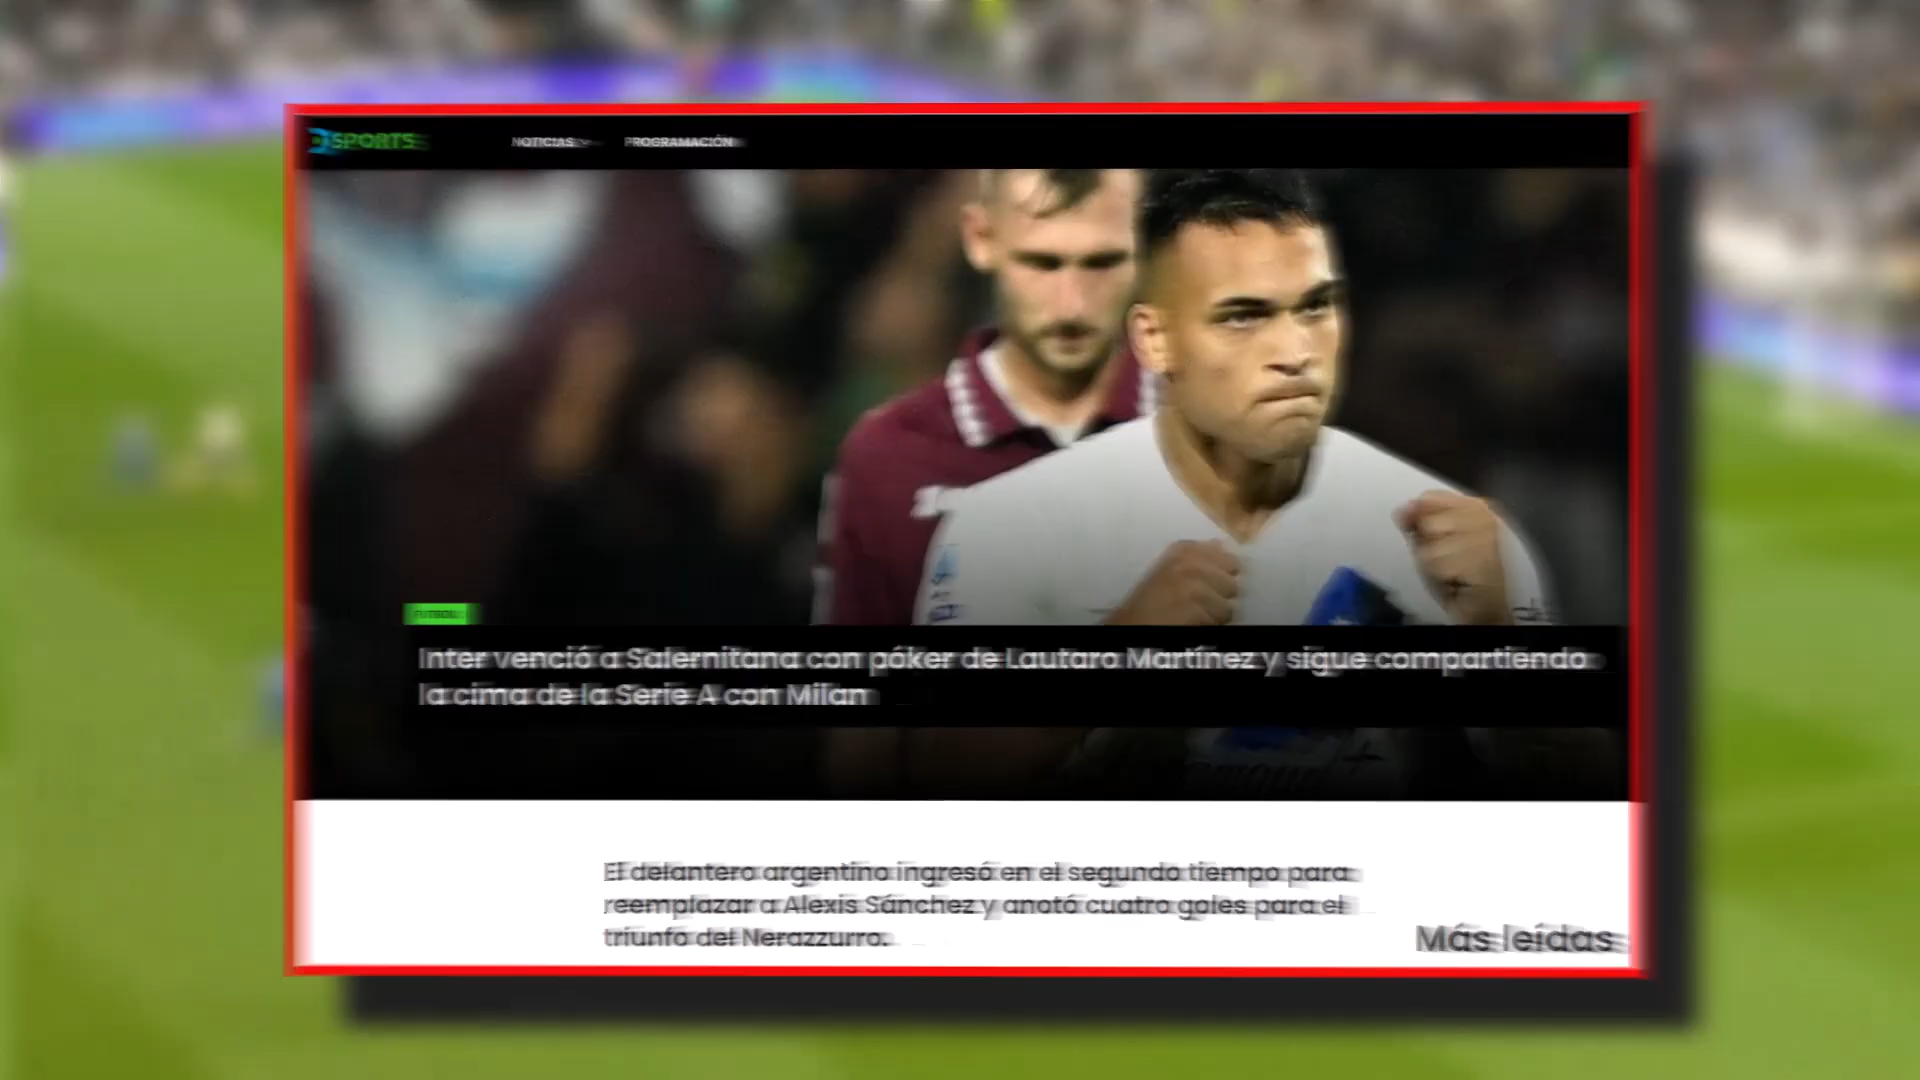 DSPORTS
NOTICIAS
PROGRAMACIÓN
FÚTBOL
Inter venció a Salernitana con póker de Lautaro Martínez y sigue compartiendo
la cima de la Serie A con Milan
El delantero argentino ingresó en el segundo tiempo para
reemplazar a Alexis Sánchez y anotó cuatro goles para el
triunfo del Nerazzurro.
Más leídas